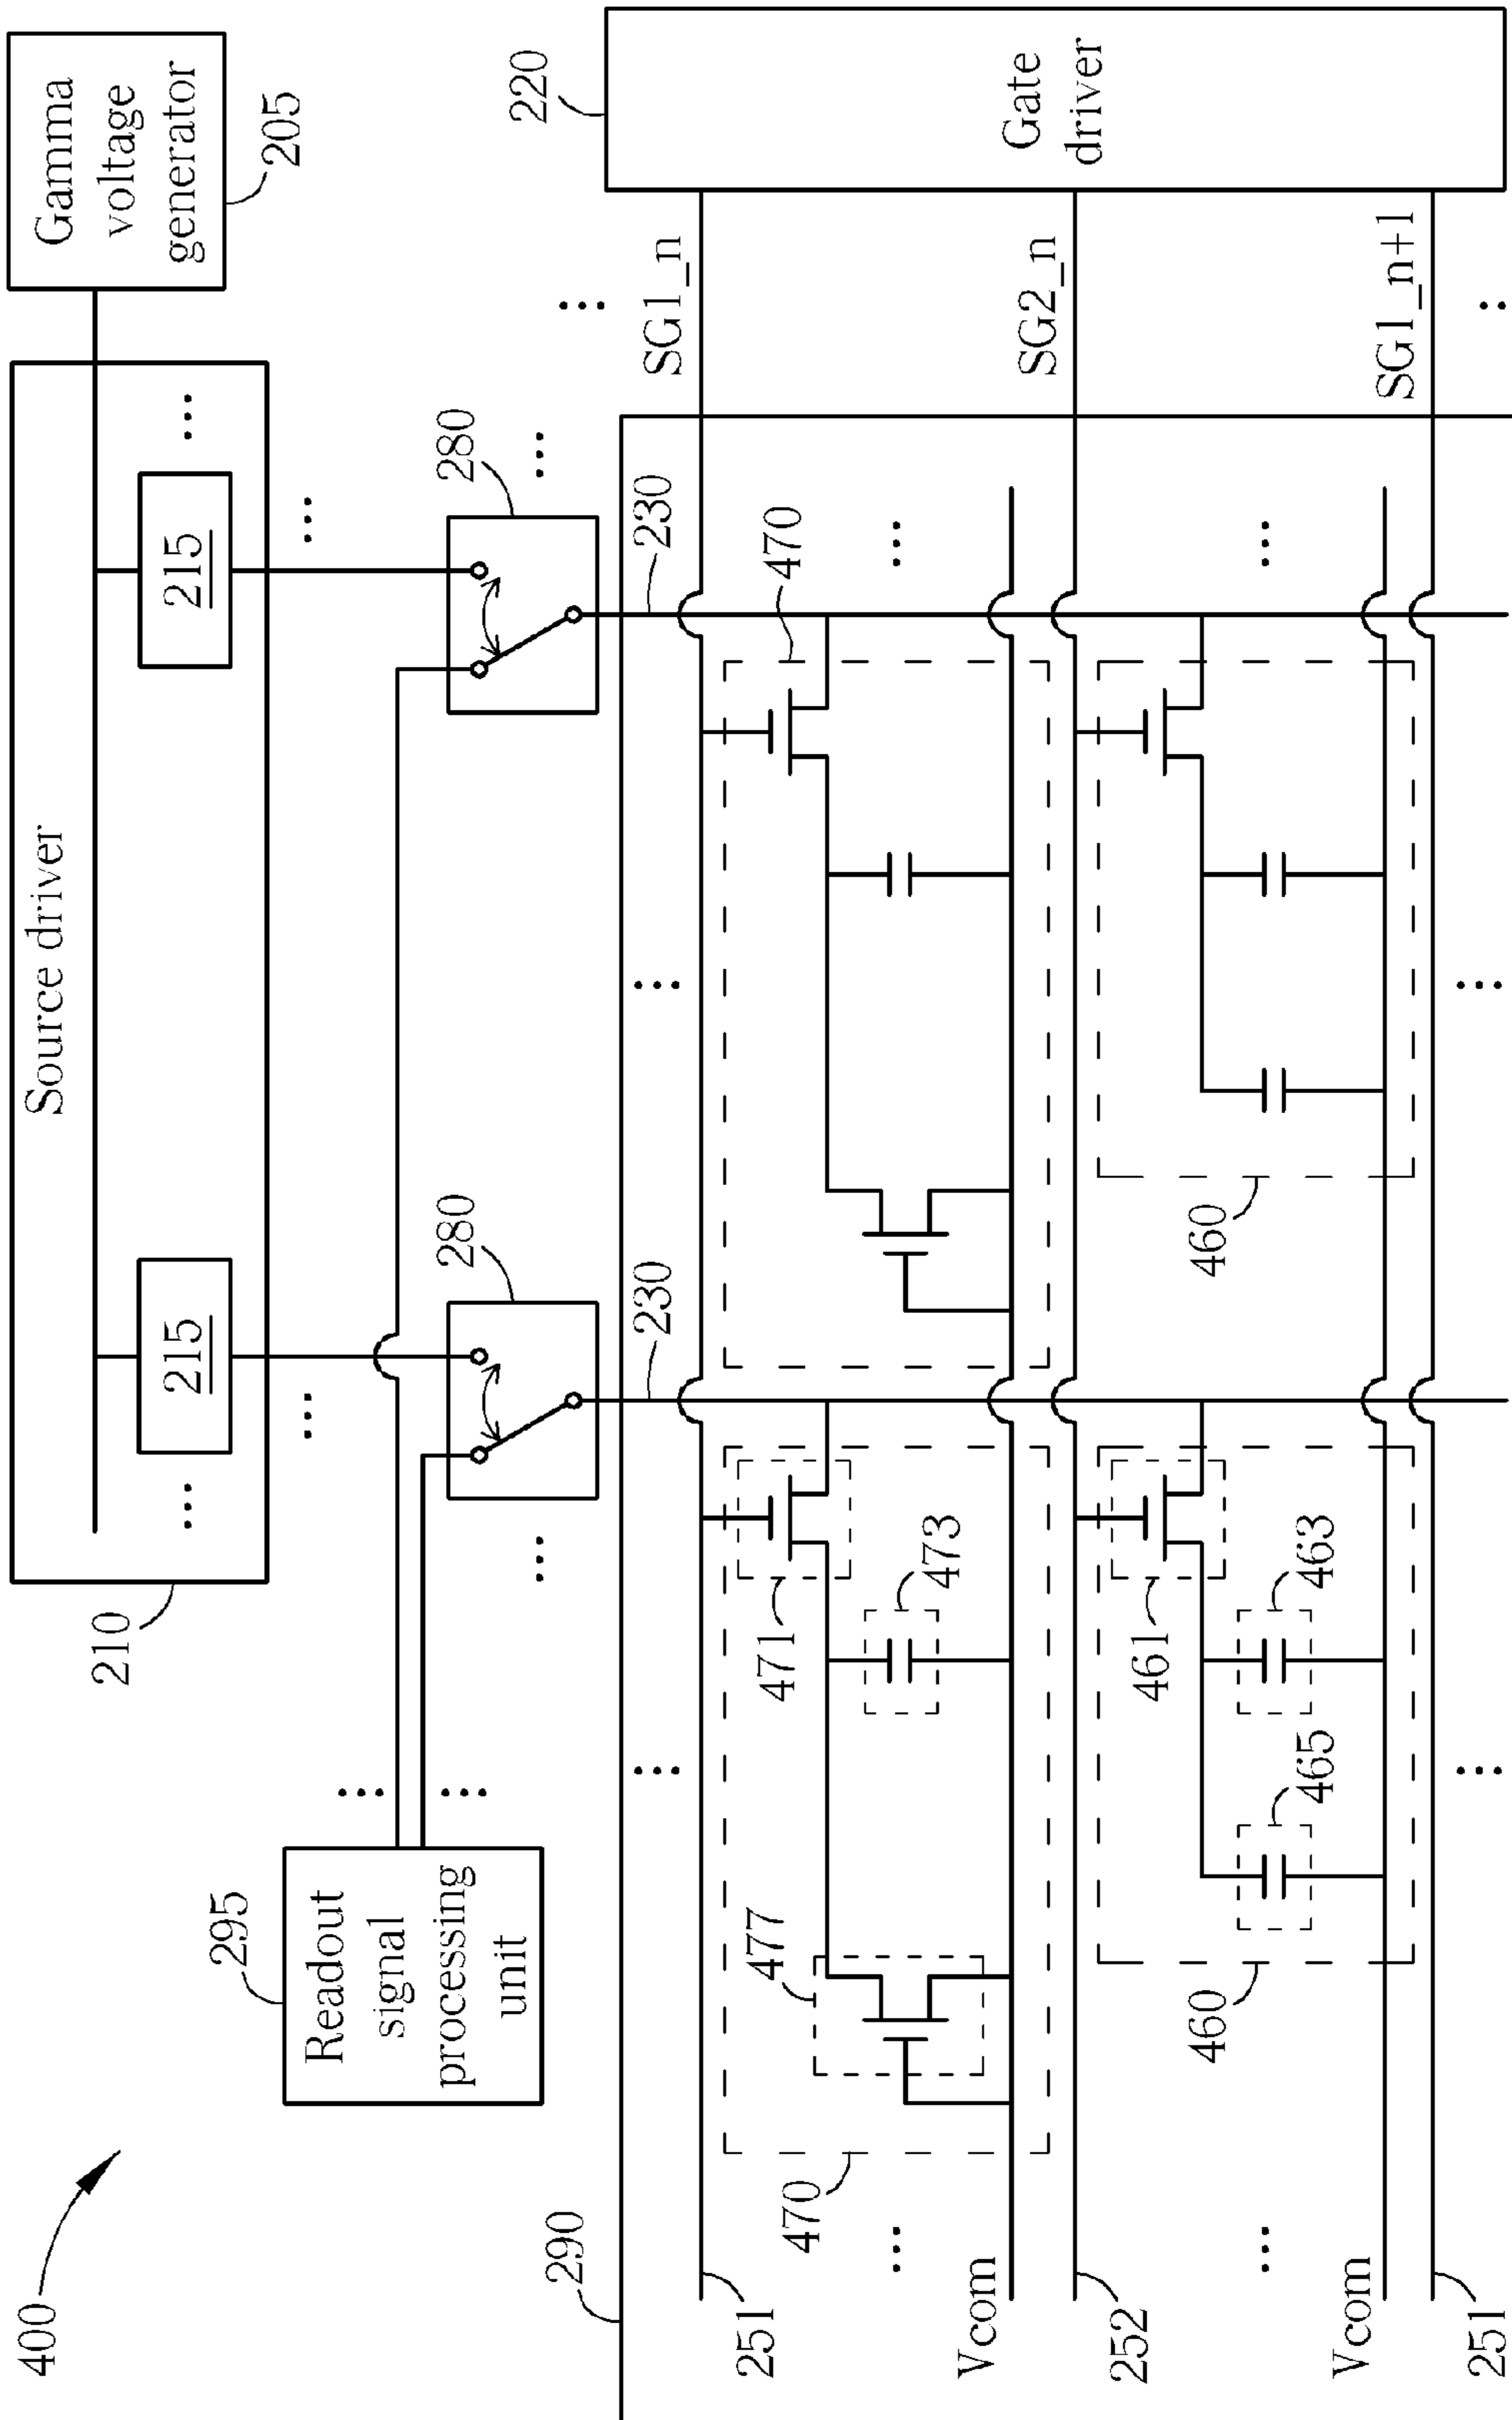 400
Source driver
210
215
215
Gamma
voltage
generator
205
295
Readout
signal
processing
unit
280
280
290
230
230
220
Gate
driver
251
SG1_n
470
477
471
473
470
Vcom
252
SG2_n
460
465
461
463
460
Vcom
251
SG1_n+1